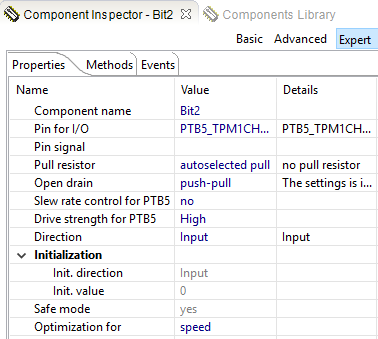 Component Inspector - Bit2 Components Library
Basic Advanced Expert
Properties Methods Events
Name Value Details
Component name Bit2
Pin for I/O PTB5_TPM1CH... PTB5_TPM1CH...
Pin signal
Pull resistor autoselected pull no pull resistor
Open drain push-pull The settings is i...
Slew rate control for PTB5 no
Drive strength for PTB5 High
Direction Input Input
Initialization
Init. direction Input
Init. value 0
Safe mode yes
Optimization for speed